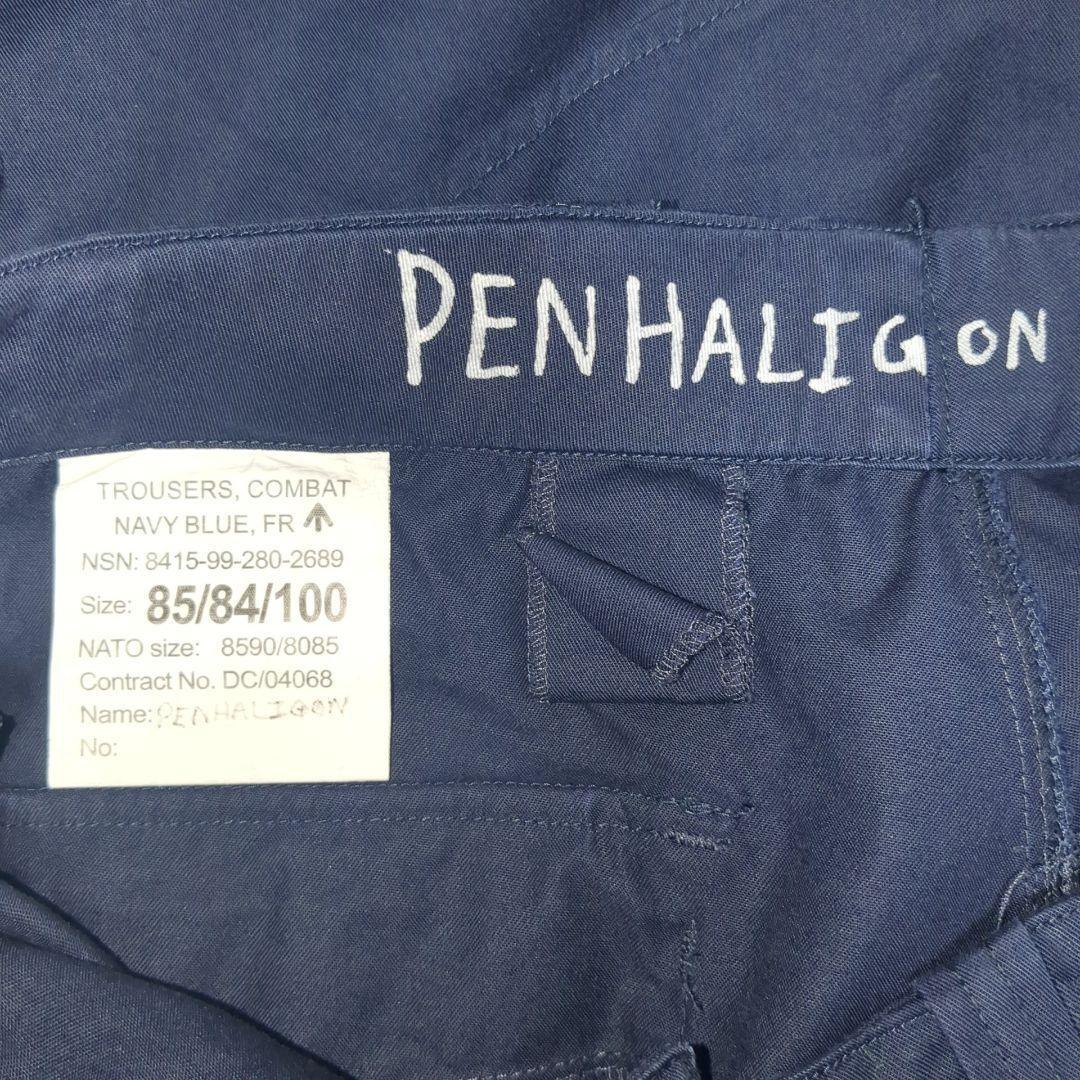 PENHALIGON
TROUSERS, COMBAT
NAVY BLUE, FR
NSN: 8415-99-280-2689
Size: 85/84/100
NATO size: 8590/8085
Contract No. DC/04068
Name: PENHALIGON
No: